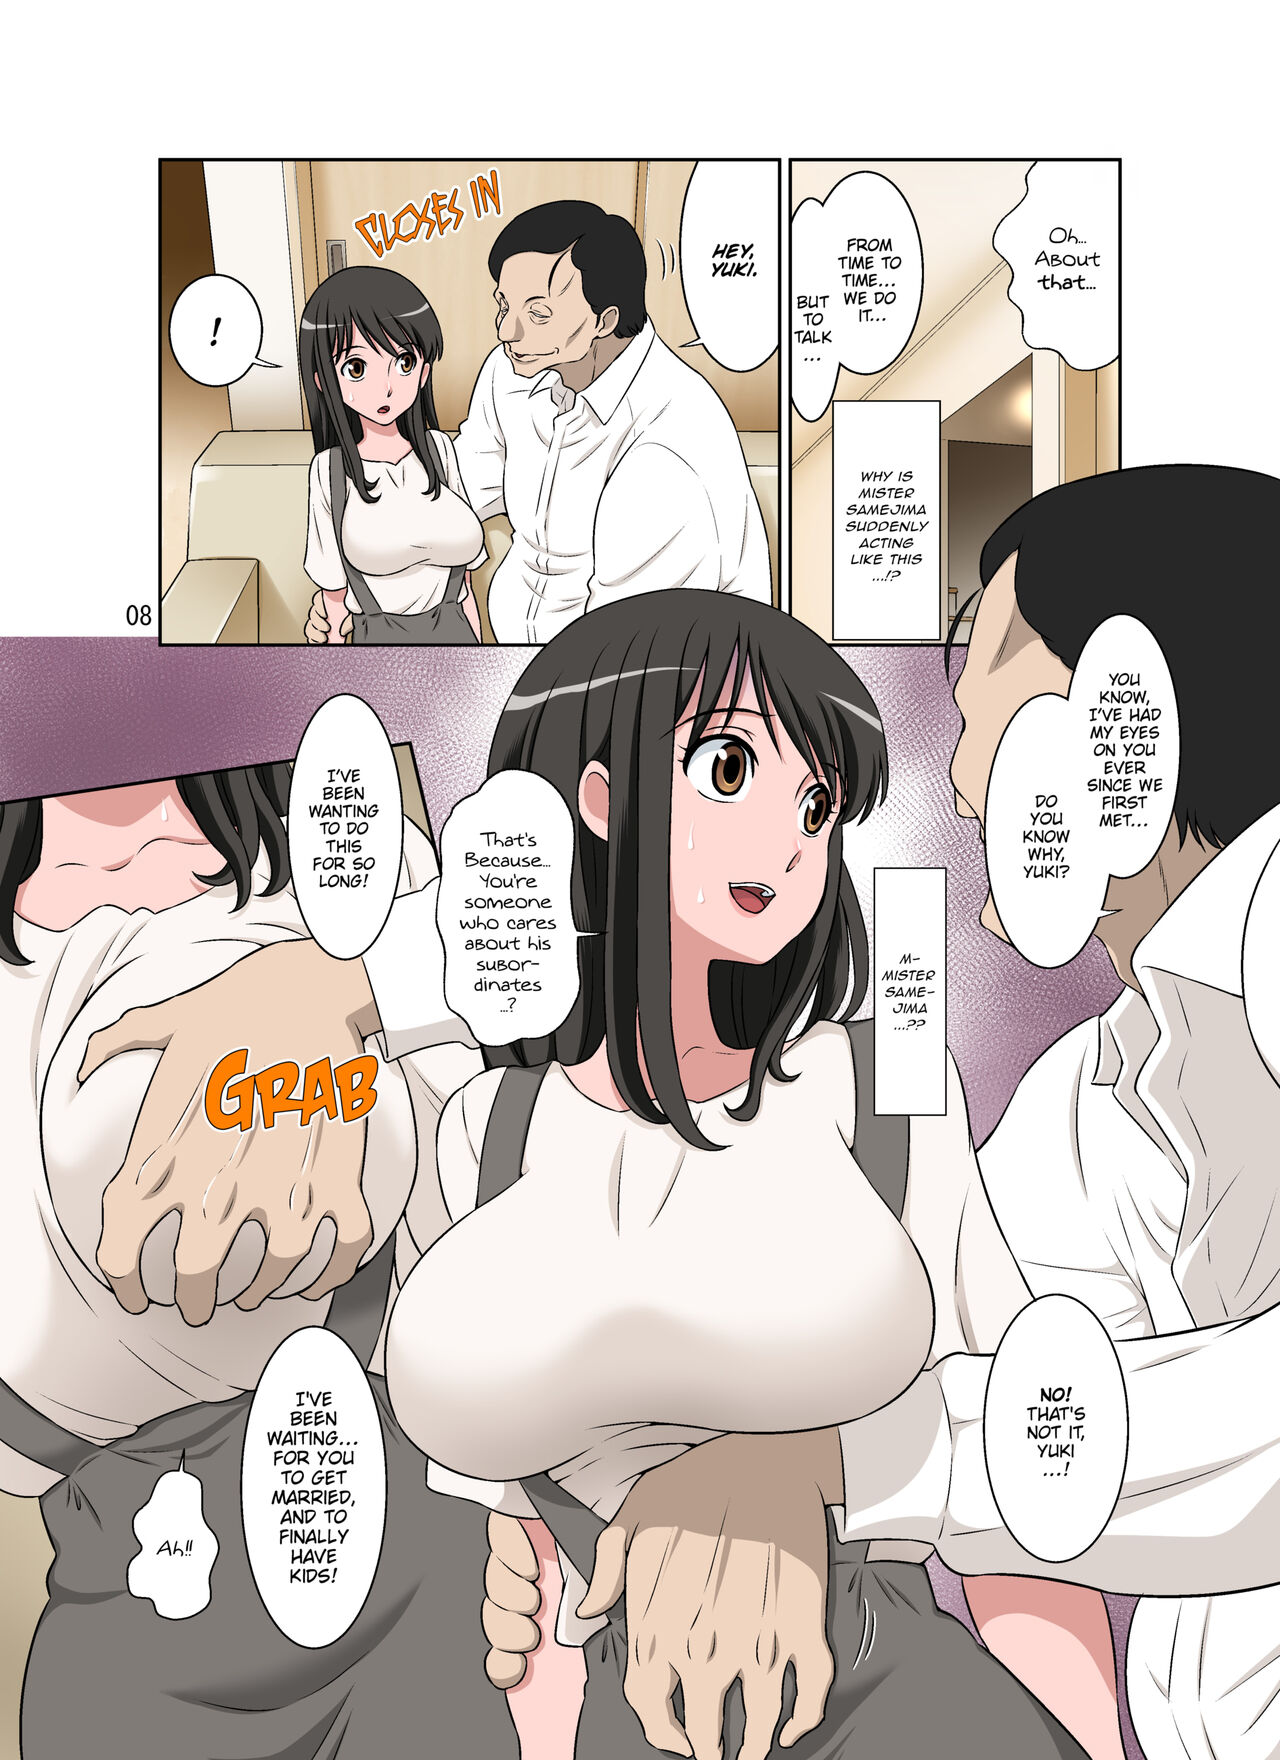 Oh...
About
that...
FROM
TIME TO
TIME...
WE DO
IT...
BUT
TO
TALK
...
WHY IS
MISTER
SAMEJIMA
SUDDENLY
ACTING
LIKE THIS
...!?
HEY,
YUKI.
CLOSES IN
!
08
YOU
KNOW,
I'VE HAD
MY EYES
ON YOU
EVER
SINCE WE
FIRST
MET...
DO
YOU
KNOW
WHY,
YUKI?
M-
MISTER
SAME-
JIMA
...??
That's
Because...
You're
someone
who cares
about his
subor-
dinates
...?
NO!
THAT'S
NOT IT,
YUKI
...!
I'VE
BEEN
WANTING
TO DO
THIS
FOR SO
LONG!
GRAB
I'VE
BEEN
WAITING...
FOR YOU
TO GET
MARRIED,
AND TO
FINALLY
HAVE
KIDS!
Ah!!